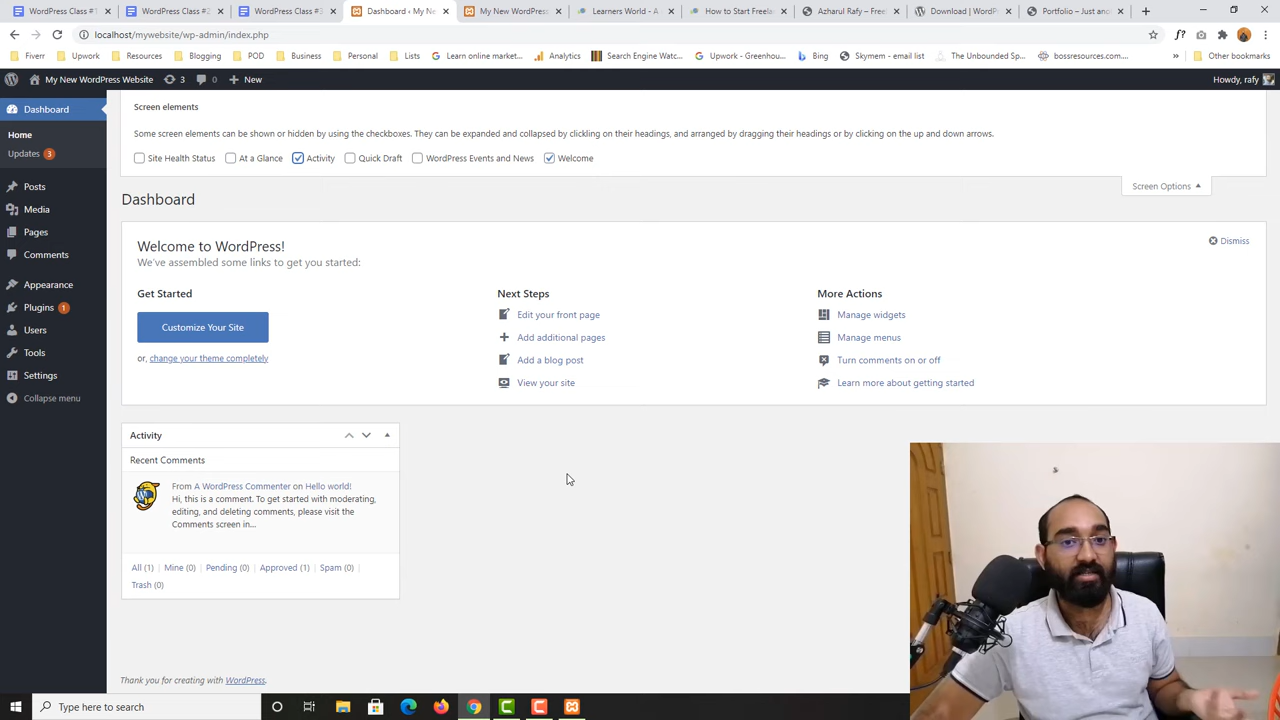 WordPress Class #1
WordPress Class #2
WordPress Class #3
Dashboard ‹ My Ne
My New WORDPRESS
Learners World - A
How to Start Freelan
Azharul Rafy – Free
Download | WordPr
Portfolio – Just ano
localhost/mywebsite/wp-admin/index.php
f?
Fiverr
Upwork
Resources
Blogging
POD
Business
Personal
Lists
Learn online market...
Analytics
Search Engine Watc...
Upwork - Greenhou...
Bing
Skymem - email list
The Unbounded Sp...
bossresources.com...
»
Other bookmarks
My New WordPress Website
3
0
New
Howdy, rafy
Dashboard
Home
Updates 3
Posts
Media
Pages
Comments
Appearance
Plugins 1
Users
Tools
Settings
Collapse menu
Screen elements
Some screen elements can be shown or hidden by using the checkboxes. They can be expanded and collapsed by clickling on their headings, and arranged by dragging their headings or by clicking on the up and down arrows.
Site Health Status
At a Glance
Activity
Quick Draft
WordPress Events and News
Welcome
Screen Options
Dashboard
Welcome to WordPress!
Dismiss
We've assembled some links to get you started:
Get Started
Customize Your Site
or, change your theme completely
Next Steps
Edit your front page
Add additional pages
Add a blog post
View your site
More Actions
Manage widgets
Manage menus
Turn comments on or off
Learn more about getting started
Activity
Recent Comments
From A WordPress Commenter on Hello world!
Hi, this is a comment. To get started with moderating,
editing, and deleting comments, please visit the
Comments screen in...
All (1) | Mine (0) | Pending (0) | Approved (1) | Spam (0) |
Trash (0)
Thank you for creating with WordPress.
Type here to search